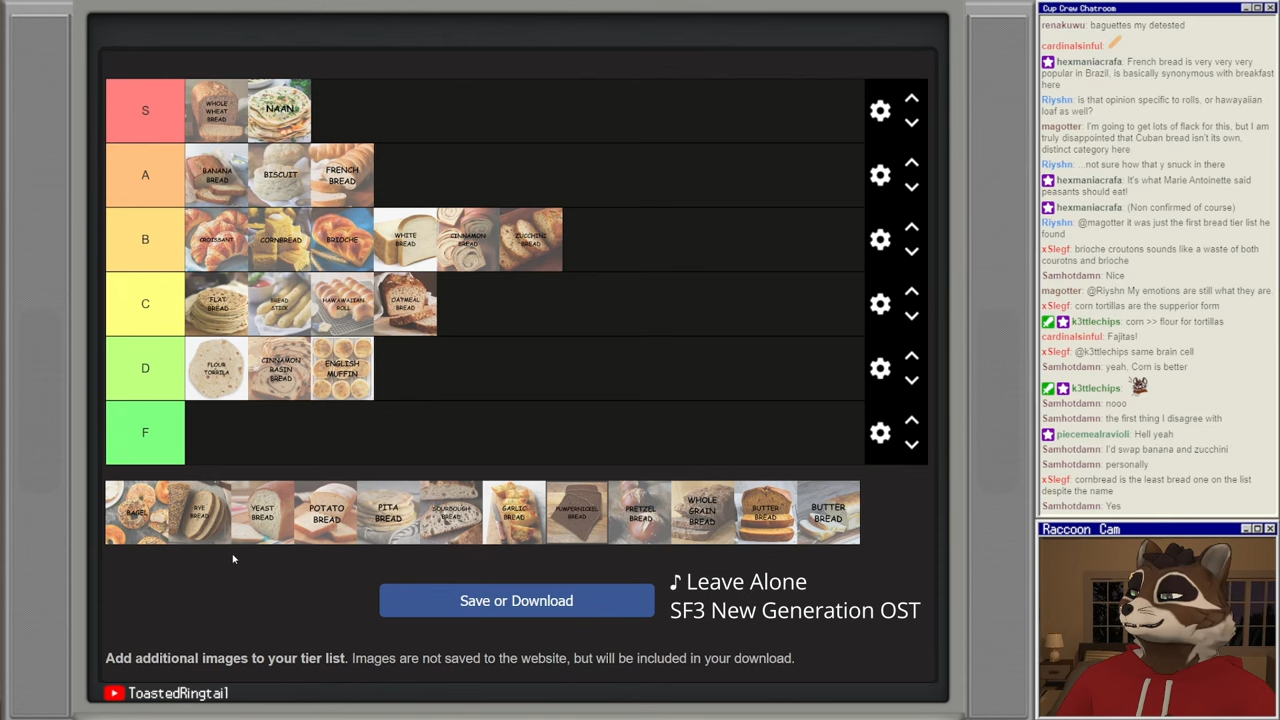 S
WHOLE
WHEAT
BREAD
NAAN
A
BANANA
BREAD
BISCUIT
FRENCH
BREAD
B
CROISSANT
CORNBREAD
BRIOCHE
WHITE
BREAD
CINNAMON
BREAD
ZUCCHINI
BREAD
C
FLAT
BREAD
BREAD
STICK
HAWAWAIIAN
ROLL
OATMEAL
BREAD
D
FLOUR
TORRILA
CINNAMON
RASIN
BREAD
ENGLISH
MUFFIN
F
BAGEL
RYE
BREAD
YEAST
BREAD
POTATO
BREAD
PITA
BREAD
SOURBOUGH
BREAD
GARLIC
BREAD
PUMPERNICKEL
BREAD
PRETZEL
BREAD
WHOLE
GRAIN
BREAD
BUTTER
BREAD
BUTTER
BREAD
Save or Download
♪ Leave Alone
SF3 New Generation OST
Add additional images to your tier list. Images are not saved to the website, but will be included in your download.
ToastedRingtail
Cup Crew Chatroom
renakuwu: baguettes my detested
cardinalsinful:
hexmaniacrafa: French bread is very very very
popular in Brazil, is basically synonymous with breakfast
here
Riyshn: is that opinion specific to rolls, or hawayaiian
loaf as well?
magotter: I'm going to get lots of flack for this, but I am
truly disappointed that Cuban bread isn't its own,
distinct category here
Riyshn: ...not sure how that y snuck in there
hexmaniacrafa: It's what Marie Antoinette said
peasants should eat!
hexmaniacrafa: (Non confirmed of course)
Riyshn: @magotter it was just the first bread tier list he
found
xSlegf: brioche croutons sounds like a waste of both
courotns and brioche
Samhotdamn: Nice
magotter: @Riyshn My emotions are still what they are
xSlegf: corn tortillas are the supperior form
k3ttlechips: corn >> flour for tortillas
cardinalsinful: Fajitas!
xSlegf: @k3ttlechips same brain cell
Samhotdamn: yeah, Corn is better
k3ttlechips:
Samhotdamn: nooo
Samhotdamn: the first thing I disagree with
piecemealravioli: Hell yeah
Samhotdamn: I'd swap banana and zucchini
Samhotdamn: personally
xSlegf: cornbread is the least bread one on the list
despite the name
Samhotdamn: Yes
Raccoon Cam